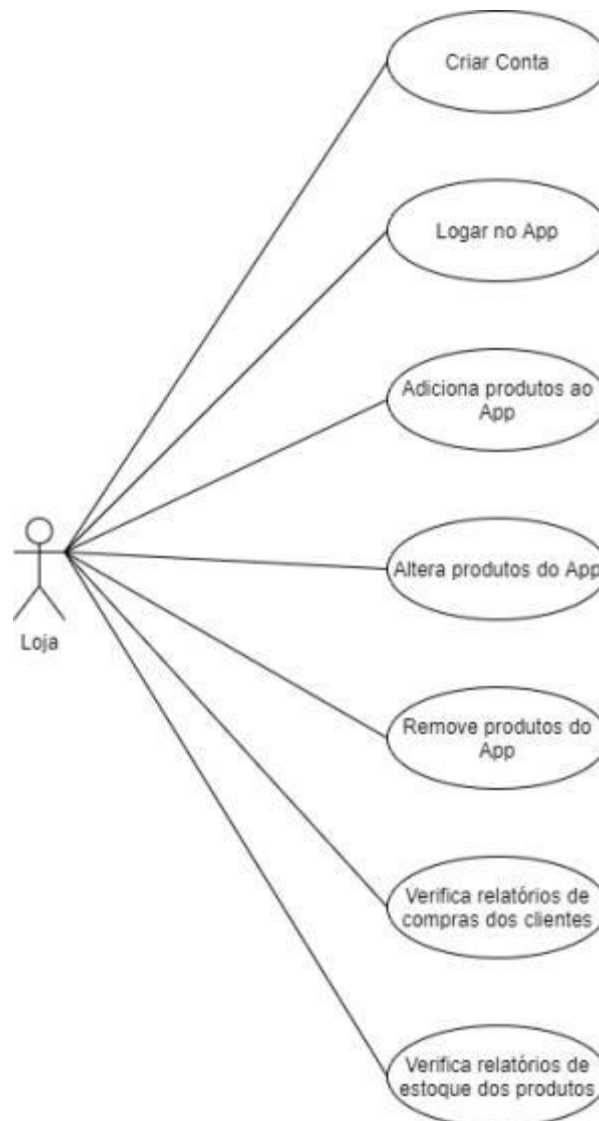 Criar Conta
Logar no App
Adiciona produtos ao
App
Altera produtos do App
Loja
Remove produtos do
App
Verifica relatórios de
compras dos clientes
Verifica relatórios de
estoque dos produtos